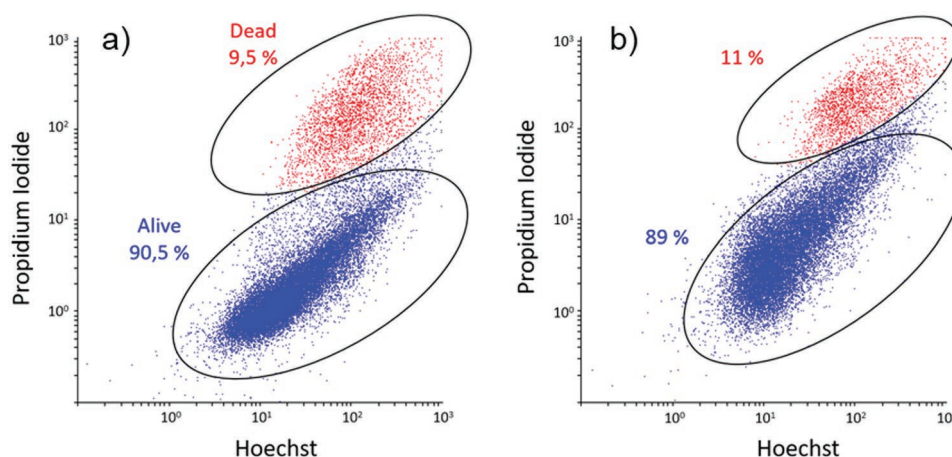 a)
Dead
9,5 %
Alive
90,5 %
Propidium Iodide
10³
10²
10¹
10⁰
10⁰ 10¹ 10² 10³
Hoechst
b)
11 %
89 %
Propidium Iodide
10³
10²
10¹
10⁰
10⁰ 10¹ 10²
Hoechst